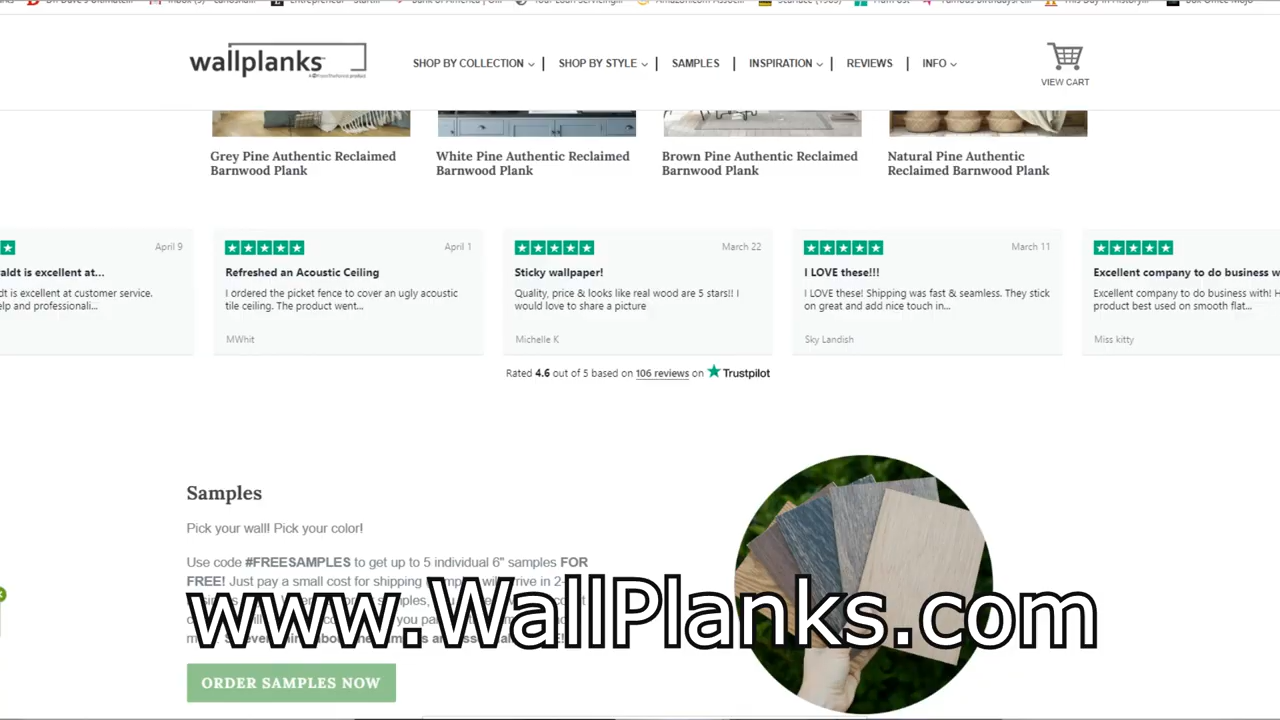 wallplanks
SHOP BY COLLECTION
SHOP BY STYLE
SAMPLES
INSPIRATION
REVIEWS
INFO
VIEW CART
Grey Pine Authentic Reclaimed
Barnwood Plank
White Pine Authentic Reclaimed
Barnwood Plank
Brown Pine Authentic Reclaimed
Barnwood Plank
Natural Pine Authentic
Reclaimed Barnwood Plank
April 9
is excellent at...
is excellent at customer service.
and professionali...
April 1
Refreshed an Acoustic Ceiling
I ordered the picket fence to cover an ugly acoustic
tile ceiling. The product went...
MWhit
March 22
Sticky wallpaper!
Quality, price & looks like real wood are 5 stars!! I
would love to share a picture
Michelle K
March 11
I LOVE these!!!
I LOVE these! Shipping was fast & seamless. They stick
on great and add nice touch in...
Sky Landish
Excellent company to do business
Excellent company to do business with!
product best used on smooth flat...
Miss kitty
Rated 4.6 out of 5 based on 106 reviews on Trustpilot
Samples
Pick your wall! Pick your color!
Use code #FREESAMPLES to get up to 5 individual 6" samples FOR
FREE! Just pay a small cost for shipping
www.WallPlanks.com
ORDER SAMPLES NOW